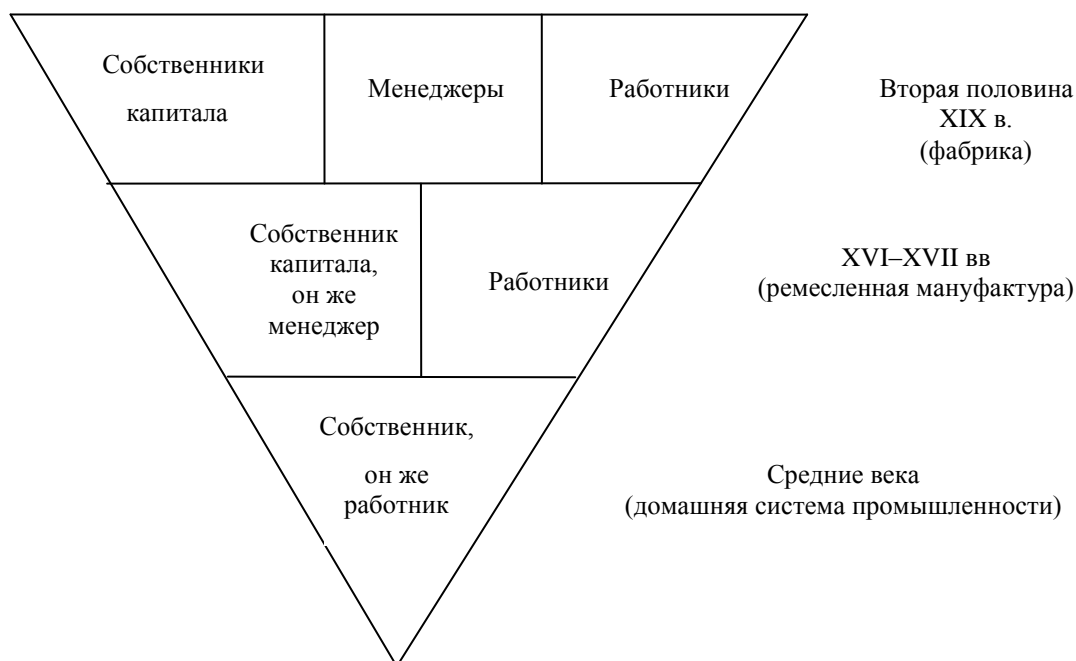 Собственники
капитала
Менеджеры
Работники
Вторая половина
XIX в.
(фабрика)
Собственник
капитала,
он же
менеджер
Работники
XVI–XVII вв
(ремесленная мануфактура)
Собственник,
он же
работник
Средние века
(домашняя система промышленности)